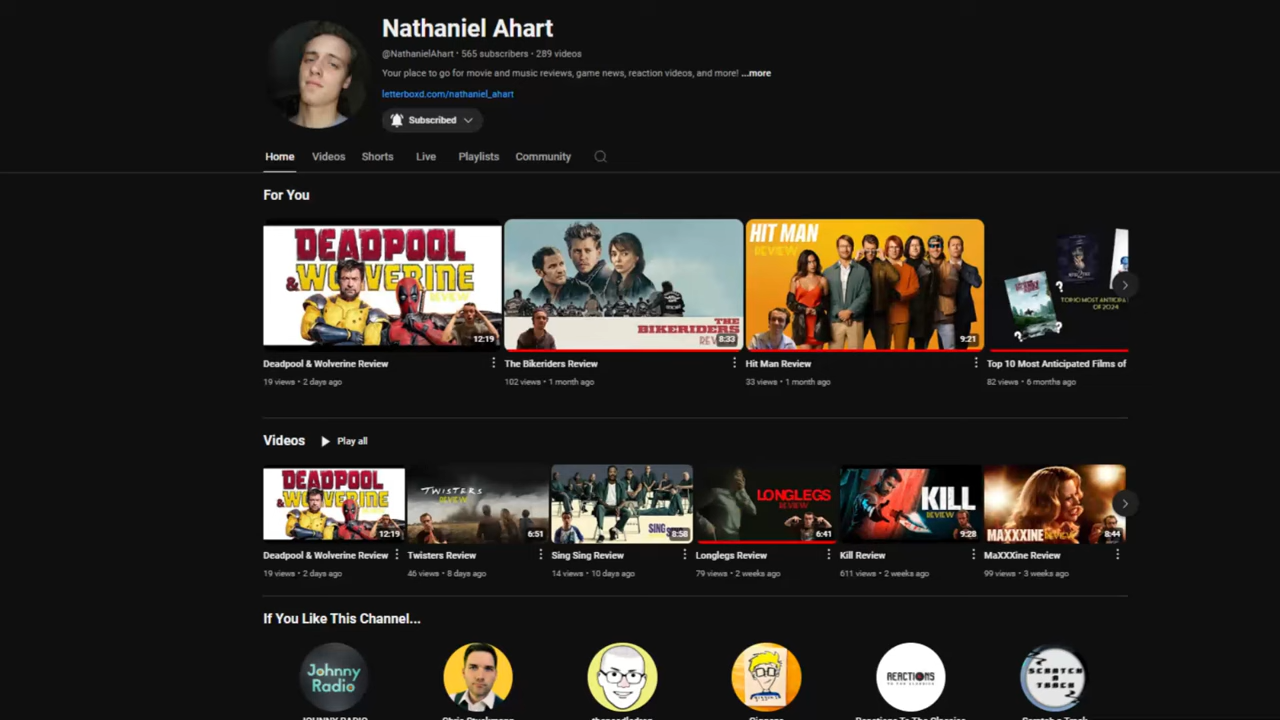 Nathaniel Ahart
@NathanielAhart • 565 subscribers • 289 videos
Your place to go for movie and music reviews, game news, reaction videos, and more! ...more
letterboxd.com/nathaniel_ahart
Subscribed
Home Videos Shorts Live Playlists Community
For You
DEADPOOL
& WOLVERINE
REVIEW
12:19
THE
BIKERIDERS
REV
8:33
HIT MAN
REVIEW
9:21
TOHO MOST ANTICIPA
OF 2024
Deadpool & Wolverine Review
19 views • 2 days ago
The Bikeriders Review
102 views • 1 month ago
Hit Man Review
33 views • 1 month ago
Top 10 Most Anticipated Films of
82 views • 6 months ago
Videos Play all
DEADPOOL
& WOLVERINE
12:19
TWISTERS
REVIEW
6:51
SING
8:58
LONGLEGS
REVIEW
6:41
KILL
REVIEW
9:28
MAXXXINE REVIEW
8:44
Deadpool & Wolverine Review
19 views • 2 days ago
Twisters Review
46 views • 8 days ago
Sing Sing Review
14 views • 10 days ago
Longlegs Review
79 views • 2 weeks ago
Kill Review
611 views • 2 weeks ago
MaXXXine Review
99 views • 3 weeks ago
If You Like This Channel...
Johnny
Radio
REACTIONS
SCRATCH
A
TRACK